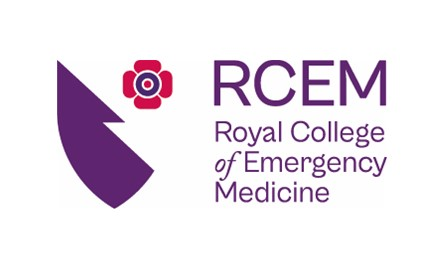 RCEM
Royal College
of Emergency
Medicine